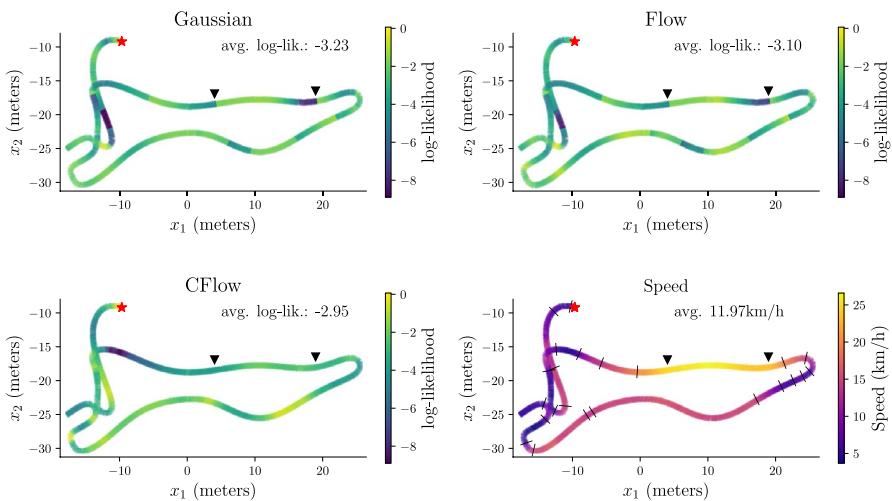 Gaussian
avg. log-lik.: -3.23
−10
−15
−20
−25
−30
x₂ (meters)
−10
0
10
20
x₁ (meters)
0
−2
−4
−6
−8
log-likelihood
Flow
avg. log-lik.: -3.10
−10
−15
−20
−25
−30
x₂ (meters)
−10
0
10
20
x₁ (meters)
0
−2
−4
−6
−8
log-likelihood
CFlow
avg. log-lik.: -2.95
−10
−15
−20
−25
−30
x₂ (meters)
−10
0
10
20
x₁ (meters)
0
−2
−4
−6
−8
log-likelihood
Speed
avg. 11.97km/h
−10
−15
−20
−25
−30
x₂ (meters)
−10
0
10
20
x₁ (meters)
25
20
15
10
5
Speed (km/h)